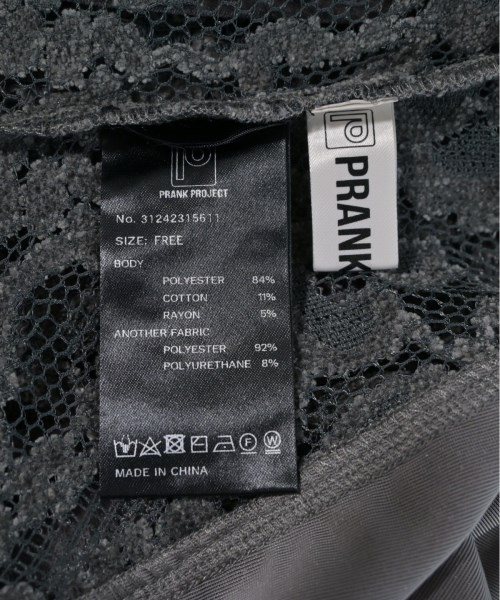 PRANK PROJECT
No. 31242315611
SIZE: FREE
BODY
POLYESTER 84%
COTTON 11%
RAYON 5%
ANOTHER FABRIC
POLYESTER 92%
POLYURETHANE 8%
F W
MADE IN CHINA
PRANK